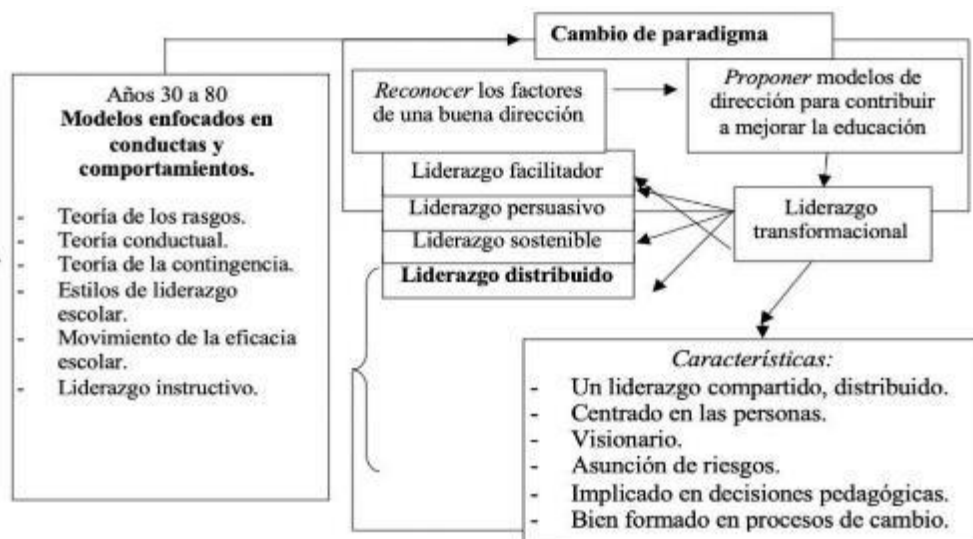 Cambio de paradigma
Años 30 a 80
Modelos enfocados en
conductas y
comportamientos.
- Teoría de los rasgos.
- Teoría conductual.
- Teoría de la contingencia.
- Estilos de liderazgo
escolar.
- Movimiento de la eficacia
escolar.
- Liderazgo instructivo.
Reconocer los factores
de una buena dirección
Proponer modelos de
dirección para contribuir
a mejorar la educación
Liderazgo facilitador
Liderazgo persuasivo
Liderazgo sostenible
Liderazgo distribuido
Liderazgo
transformacional
Características:
- Un liderazgo compartido, distribuido.
- Centrado en las personas.
- Visionario.
- Asunción de riesgos.
- Implicado en decisiones pedagógicas.
- Bien formado en procesos de cambio.